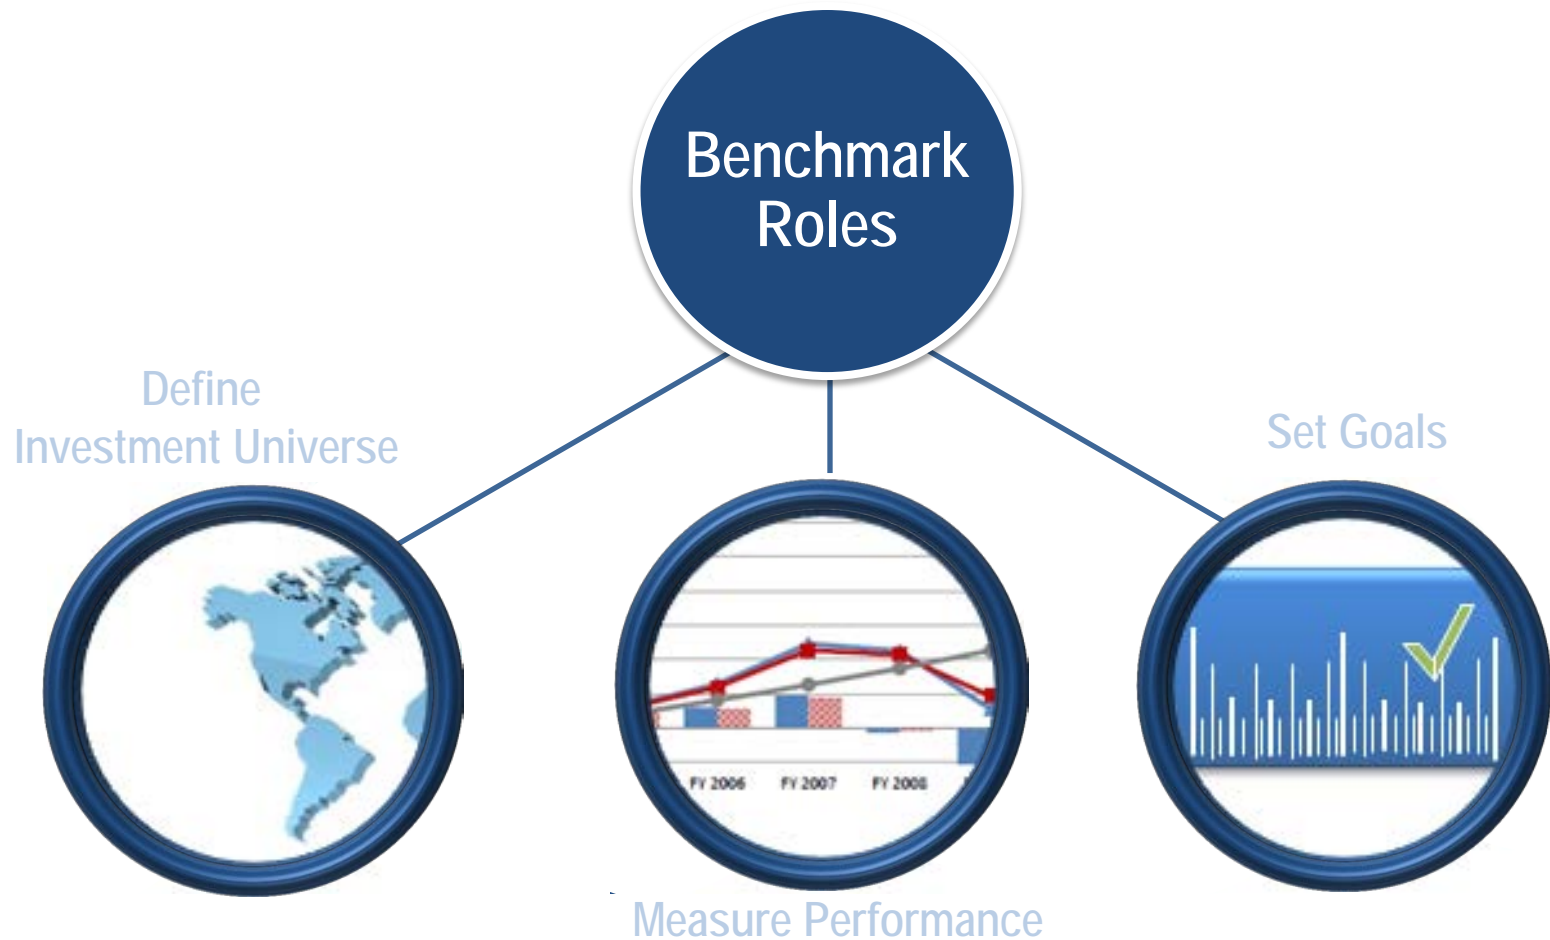 Benchmark
Roles
Define
Investment Universe
Set Goals
FY 2006 FY 2007 FY 2008
Measure Performance